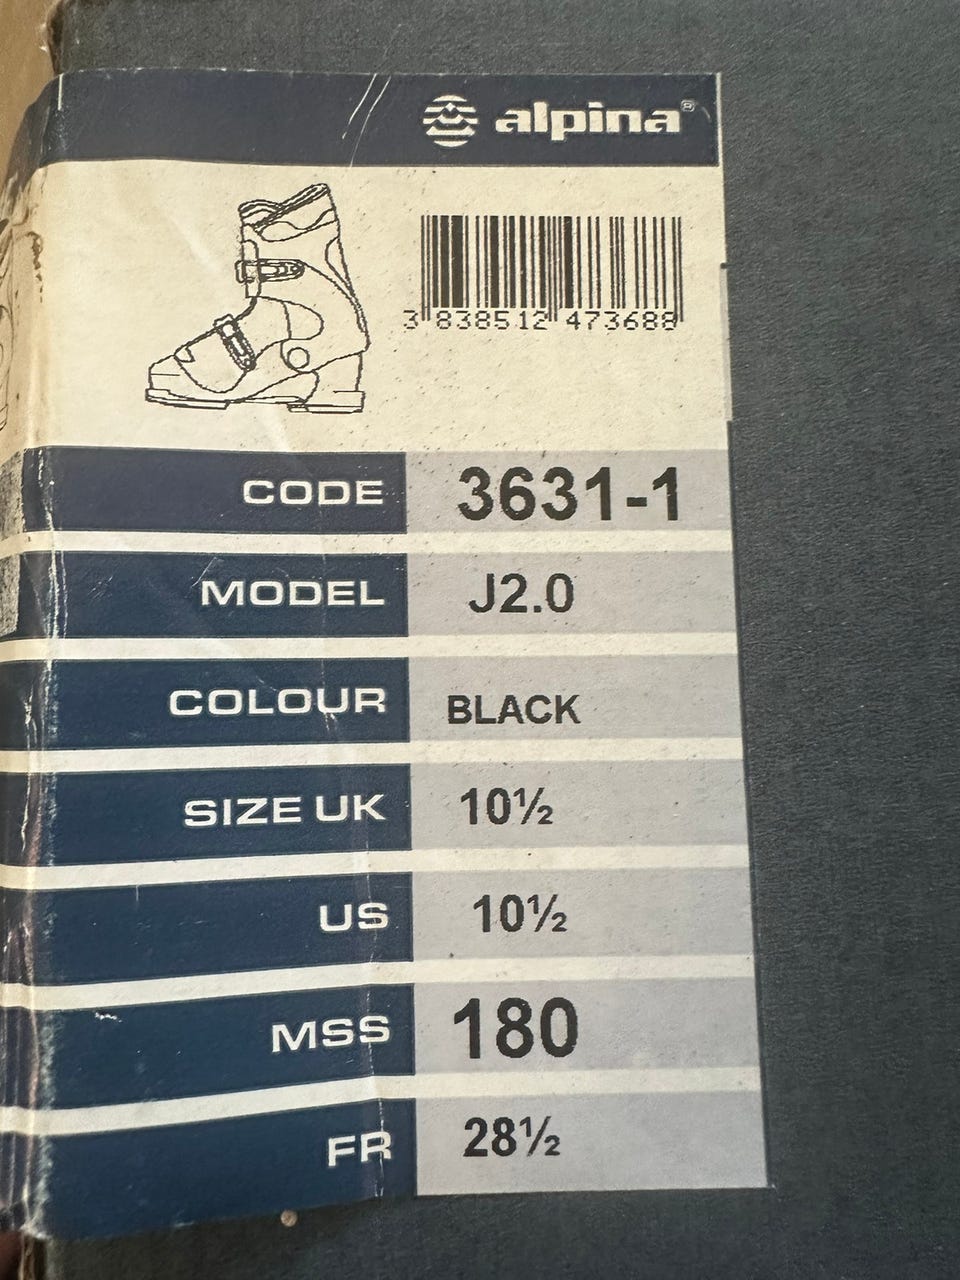 alpina®
3 838512 473688
CODE 3631-1
MODEL J2.0
COLOUR BLACK
SIZE UK 10½
US 10½
MSS 180
FR 28½